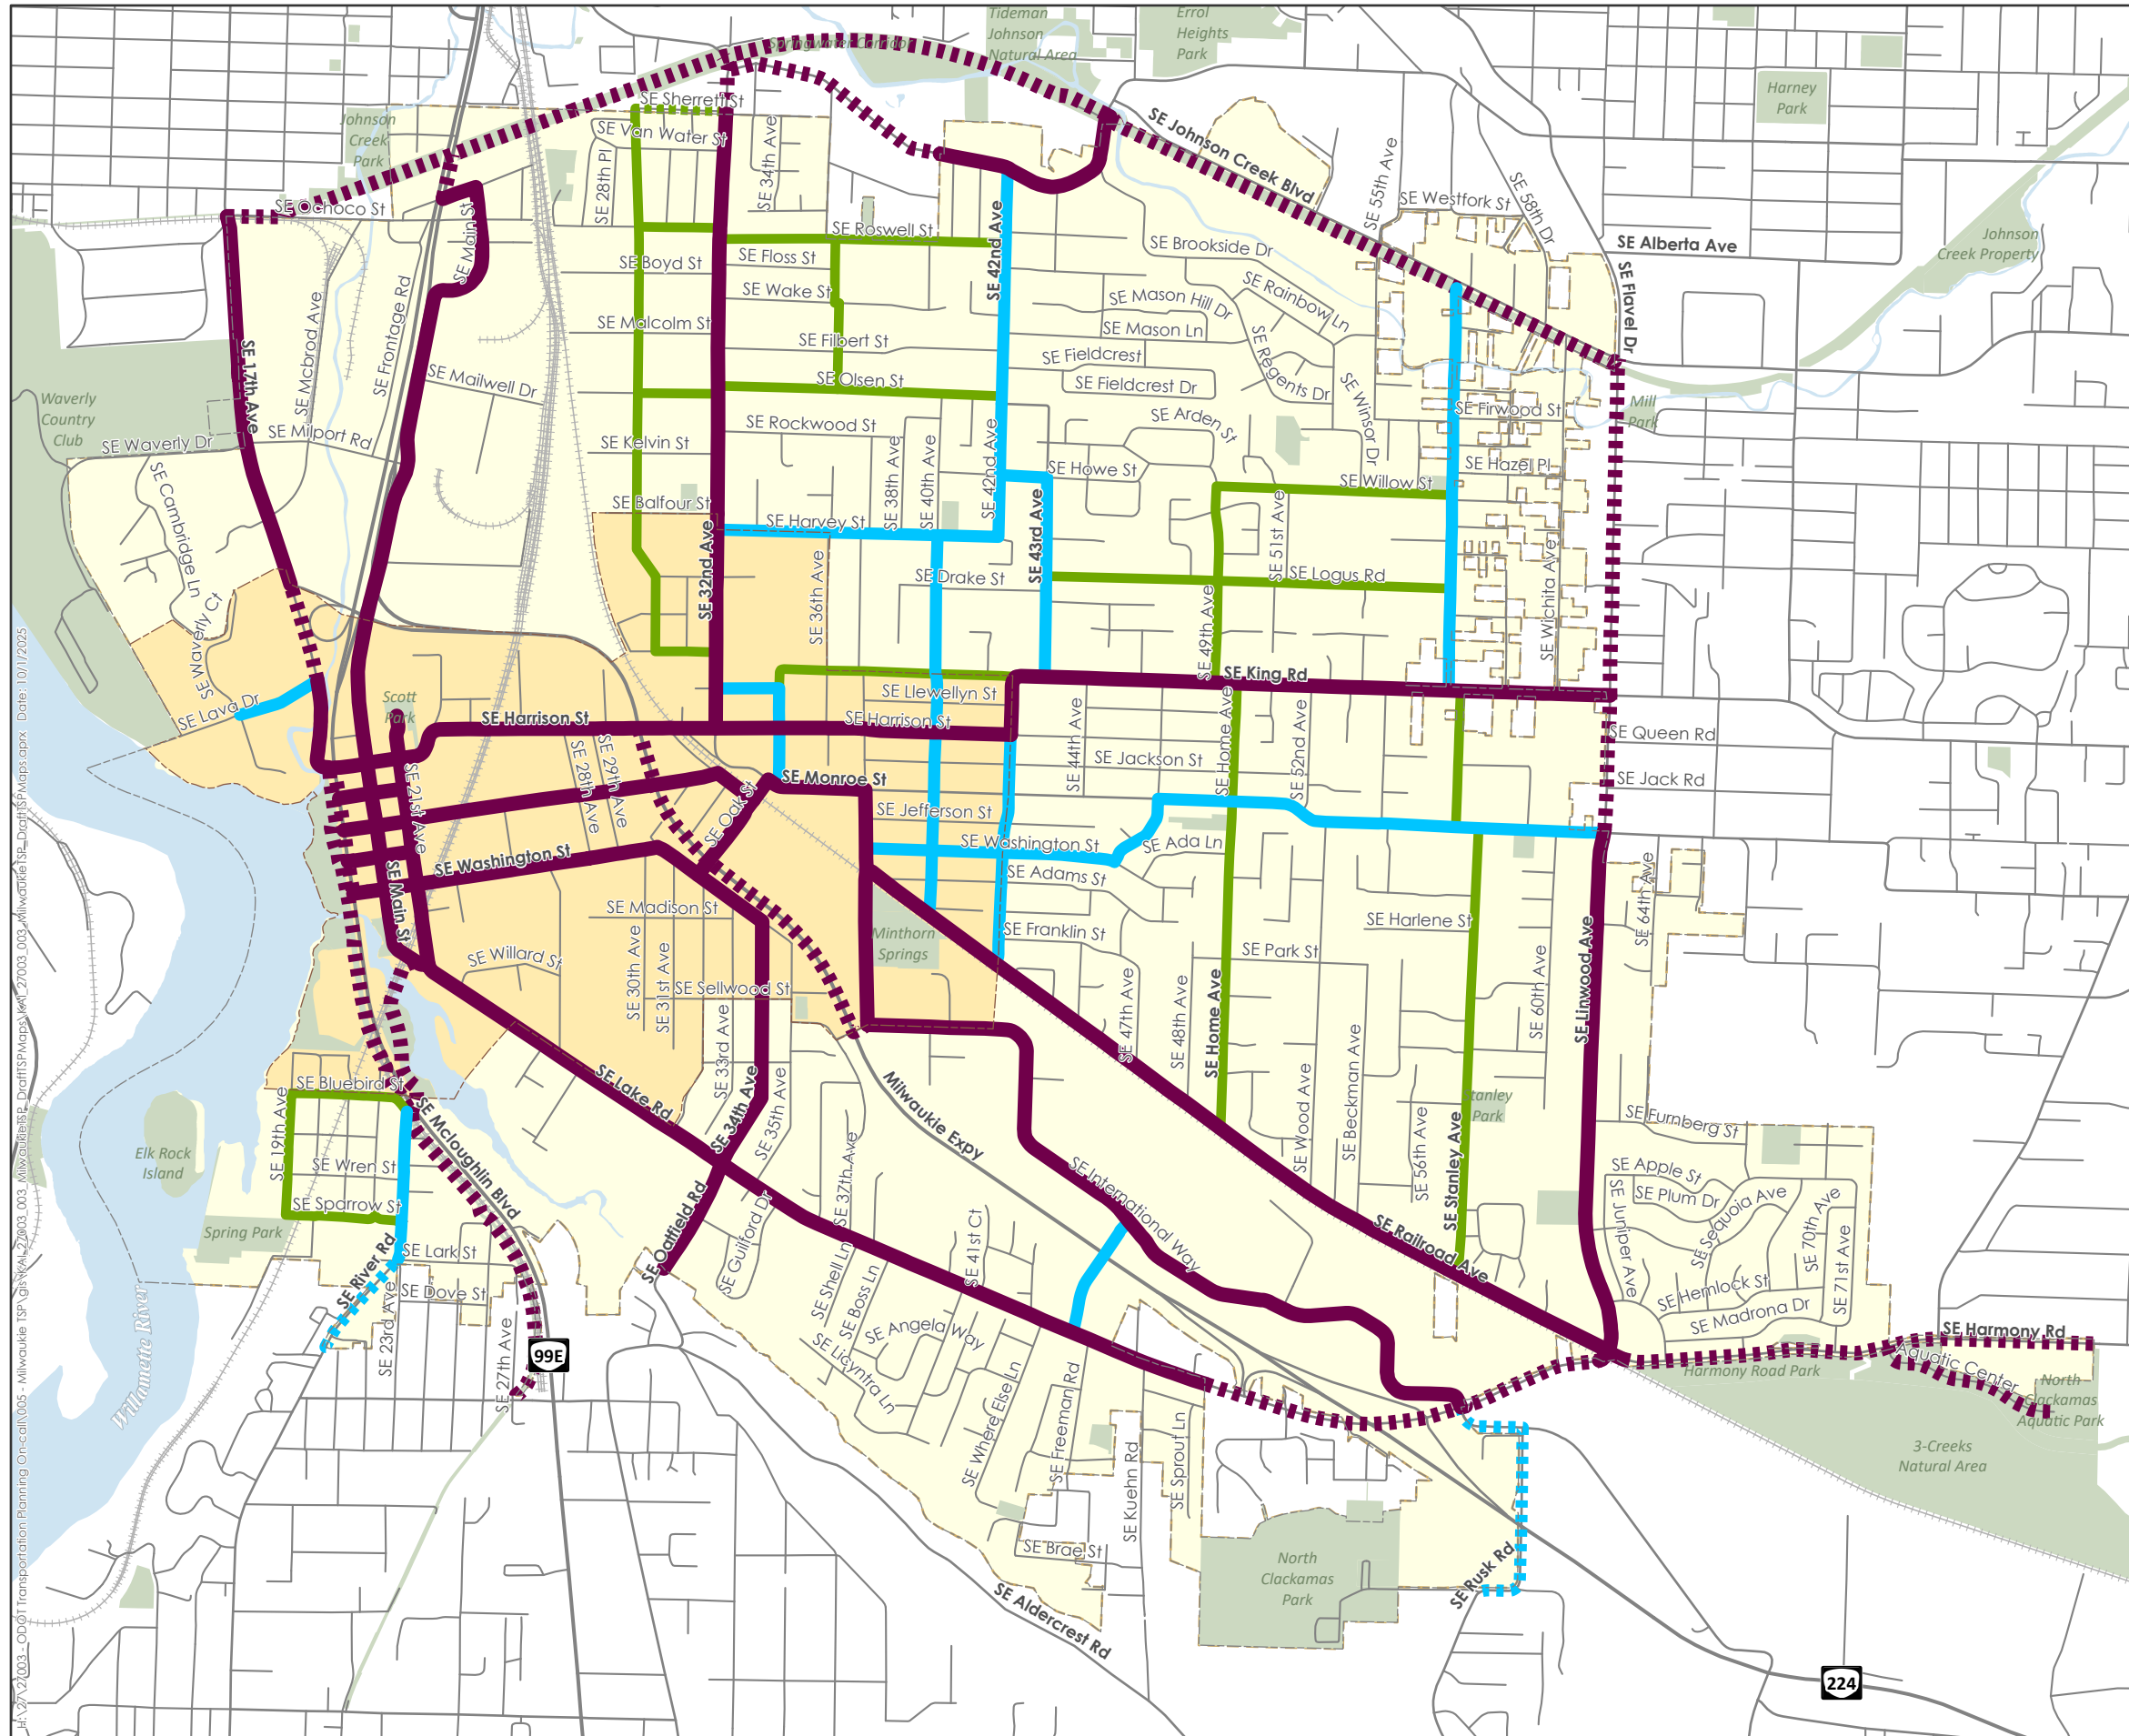 Tideman
Johnson
Natural Area
Errol
Heights
Park
Springwater Corridor
Harney
Park
SE Sherrett St
SE Van Water St
Johnson
Creek
Park
SE 28th Pl
SE 34th Ave
SE Johnson Creek Blvd
SE 55th Ave
SE Westfork St
SE 58th Dr
SE Ochoco St
SE Main St
SE Roswell St
SE 42nd Ave
SE Brookside Dr
SE Alberta Ave
Johnson
Creek Property
SE Flavel Dr
SE Boyd St
SE Floss St
SE Wake St
SE Mason Hill Dr
SE Rainbow Ln
SE Mcbrod Ave
SE Frontage Rd
SE Malcolm St
SE Filbert St
SE Mason Ln
SE Regents Dr
SE Fieldcrest
SE Fieldcrest Dr
SE 17th Ave
SE Mailwell Dr
SE Olsen St
SE Winsor Dr
SE Arden St
SE Firwood St
Mill
Park
Waverly
Country
Club
SE Waverly Dr
SE Milport Rd
SE Kelvin St
SE Rockwood St
SE 38th Ave
SE 40th Ave
SE 42nd Ave
SE Howe St
SE Hazel Pl
SE Willow St
SE Cambridge Ln
SE Balfour St
SE Harvey St
SE 43rd Ave
SE 51st Ave
SE 32nd Ave
SE 36th Ave
SE Drake St
SE Logus Rd
SE Wichita Ave
SE 49th Ave
SE Waverly Ct
SE Lava Dr
SE King Rd
SE Llewellyn St
Scott
Park
SE Harrison St
SE Harrison St
SE 44th Ave
SE Home Ave
SE 52nd Ave
SE Queen Rd
SE Jackson St
SE 28th Ave
SE 29th Ave
SE Monroe St
SE Jack Rd
SE 21st Ave
SE Oak St
SE Jefferson St
SE Washington St
SE Washington St
SE Ada Ln
SE Adams St
SE 64th Ave
SE Main St
SE Madison St
Minthorn
Springs
SE Franklin St
SE Harlene St
SE Park St
SE Willard St
SE 30th Ave
SE 31st Ave
SE Sellwood St
SE 47th Ave
SE 48th Ave
SE Home Ave
SE 60th Ave
SE Linwood Ave
SE Bluebird St
SE 19th Ave
SE Mcloughlin Blvd
SE Lake Rd
SE 33rd Ave
SE 34th Ave
SE 35th Ave
Milwaukie Expy
SE Wood Ave
SE Beckman Ave
SE 56th Ave
SE Stanley Ave
tanley
Park
SE Furnberg St
Elk Rock
Island
SE Wren St
SE Sparrow St
Spring Park
SE 37th Ave
SE International Way
SE Apple St
SE Plum Dr
SE Sequoia Ave
SE 70th Ave
SE 71st Ave
SE Juniper Ave
SE Oatfield Rd
SE Guilford Dr
SE Railroad Ave
SE River Rd
SE Lark St
SE Dove St
SE 23rd Ave
SE 27th Ave
SE Shell Ln
SE Boss Ln
SE 41st Ct
SE Angela Way
SE Licyntra Ln
SE Hemlock St
SE Madrona Dr
99E
SE Harmony Rd
Harmony Road Park
Aquatic Center
North
Clackamas
Aquatic Park
3-Creeks
Natural Area
Willamette River
SE Where Else Ln
SE Freeman Rd
SE Kuehn Rd
SE Sprout Ln
SE Brae St
North
Clackamas
Park
SE Rusk Rd
SE Aldercrest Rd
224
H:\27\27003 - ODOT Transportation Planning On-call\005 - Milwaukie TSP\gis\KAI_27003_003_MilwaukieTSP_DraftTSPMaps\KAI_27003_003_MilwaukieTSP_DraftTSPMaps.aprx Date: 10/1/2025